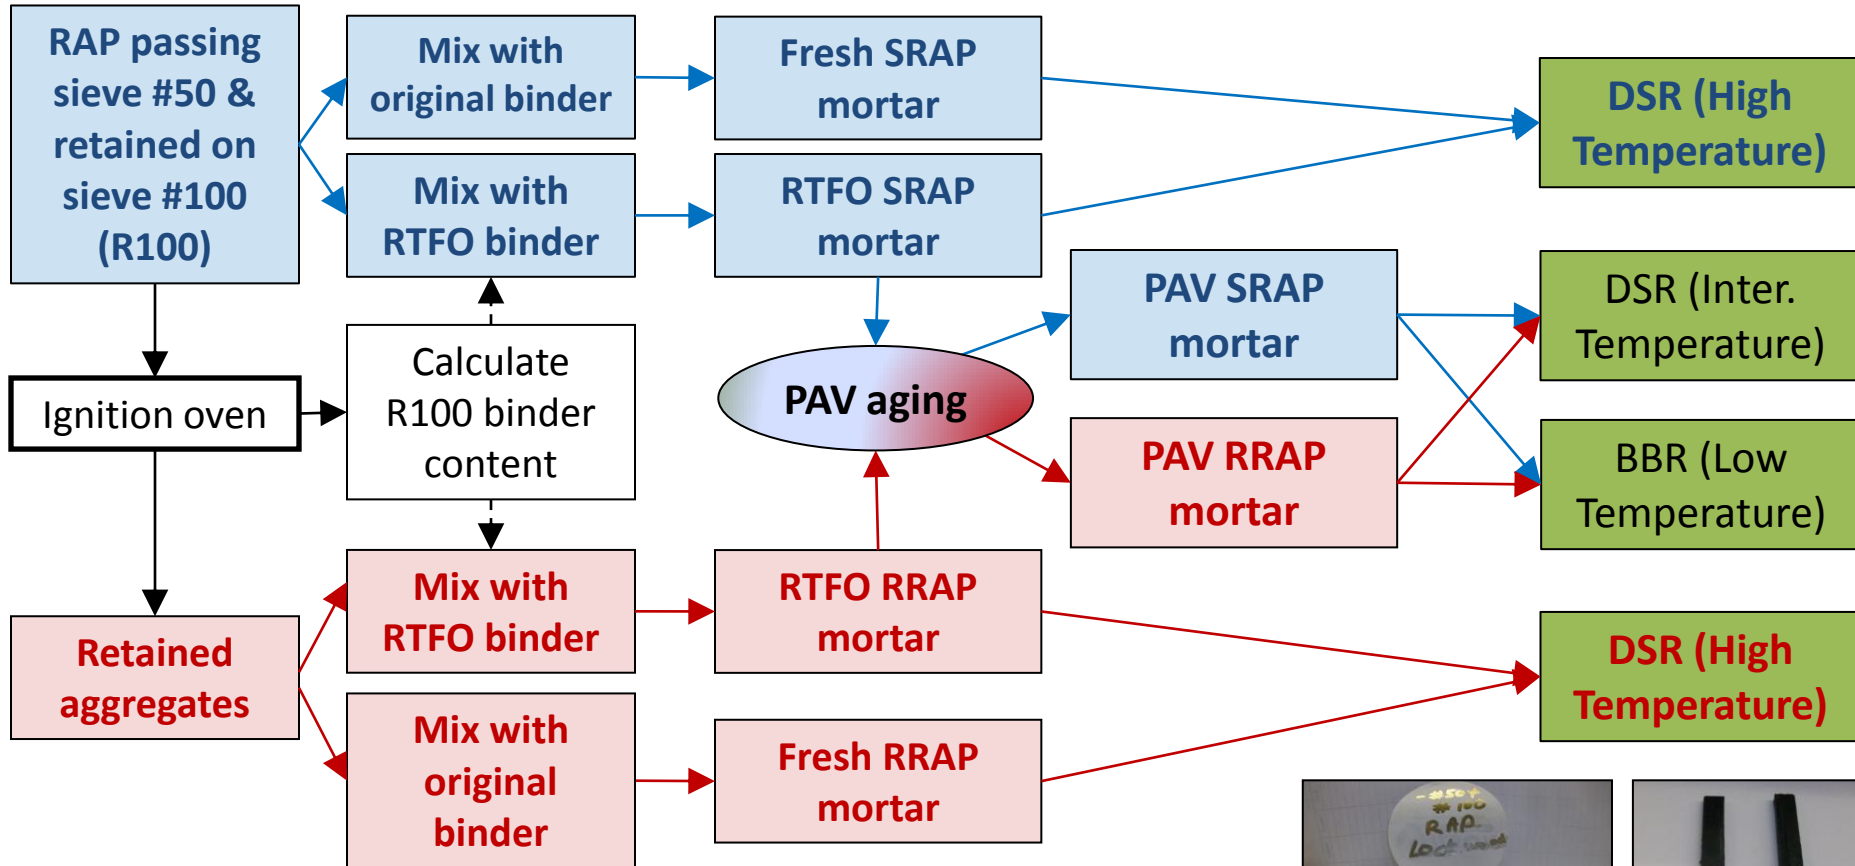 RAP passing
sieve #50 &
retained on
sieve #100
(R100)
Mix with
original binder
Fresh SRAP
mortar
DSR (High
Temperature)
Mix with
RTFO binder
RTFO SRAP
mortar
PAV SRAP
mortar
DSR (Inter.
Temperature)
Ignition oven
Calculate
R100 binder
content
PAV aging
PAV RRAP
mortar
BBR (Low
Temperature)
Retained
aggregates
Mix with
RTFO binder
RTFO RRAP
mortar
DSR (High
Temperature)
Mix with
original
binder
Fresh RRAP
mortar
- #50 +
#100
RAP